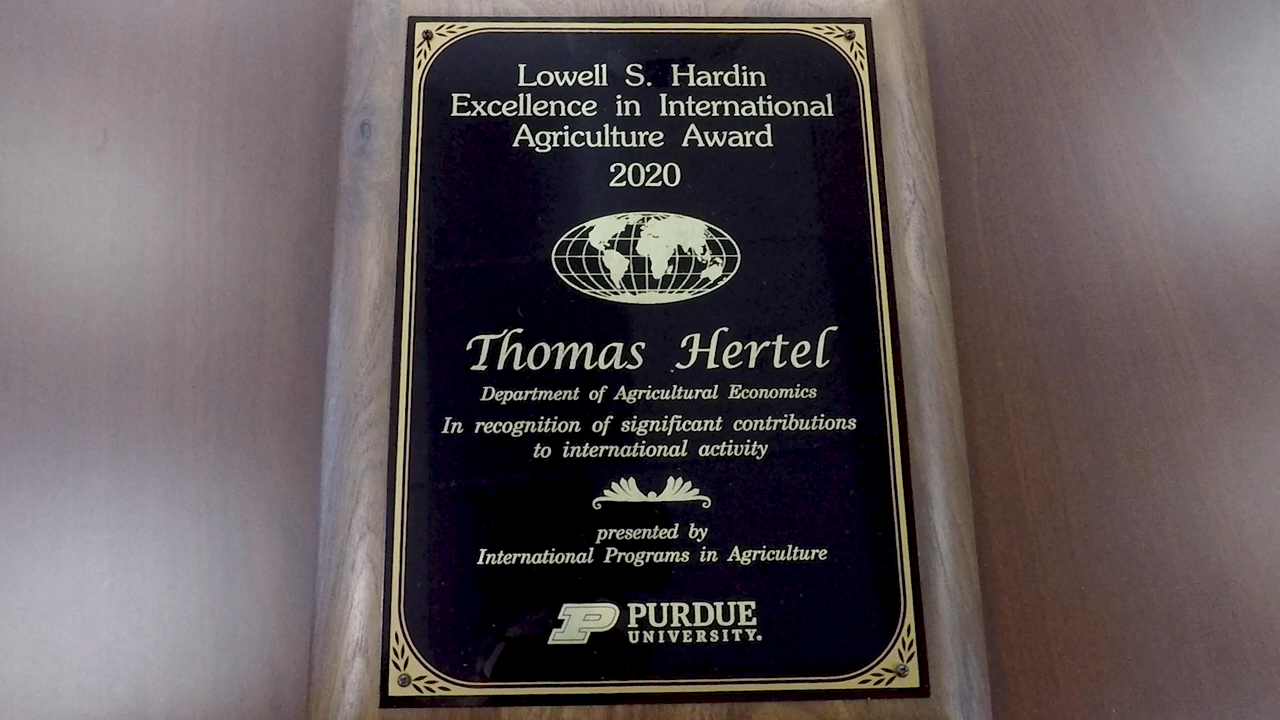 Lowell S. Hardin
Excellence in International
Agriculture Award
2020
Thomas Hertel
Department of Agricultural Economics
In recognition of significant contributions
to international activity
presented by
International Programs in Agriculture
P PURDUE
UNIVERSITY.